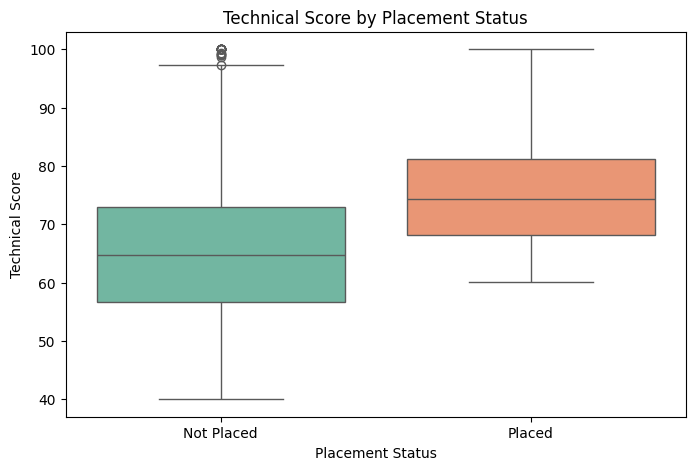 Technical Score by Placement Status
Technical Score
100
90
80
70
60
50
40
Not Placed
Placed
Placement Status